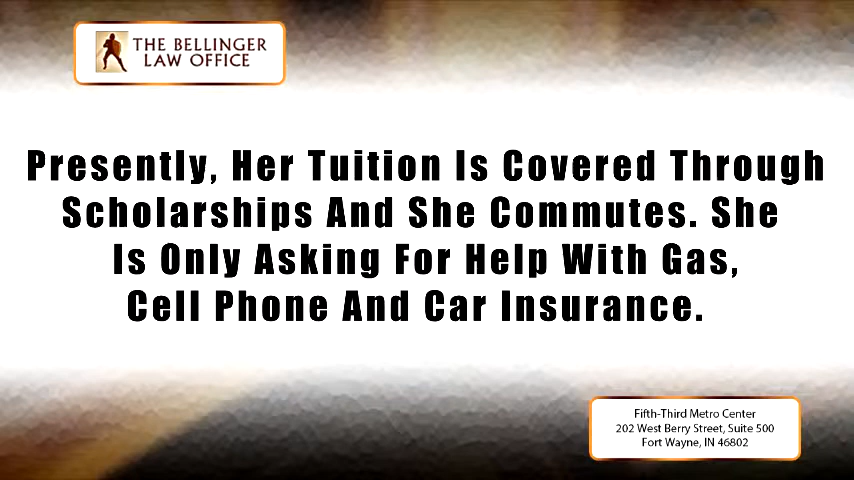 THE BELLINGER
LAW OFFICE
Presently, Her Tuition Is Covered Through
Scholarships And She Commutes. She
Is Only Asking For Help With Gas,
Cell Phone And Car Insurance.
Fifth-Third Metro Center
202 West Berry Street, Suite 500
Fort Wayne, IN 46802